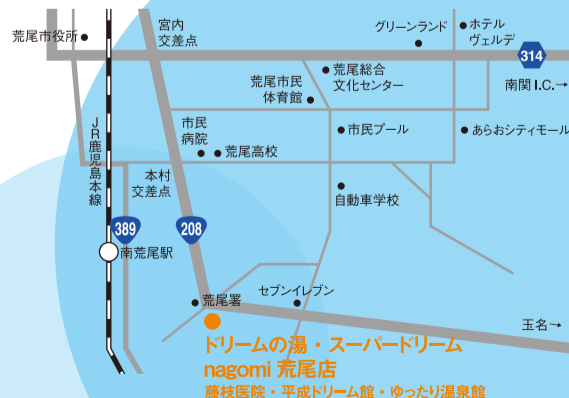 荒尾市役所
宮内
交差点
グリーンランド
ホテル
ヴェルデ
314
南関 I.C.→
荒尾総合
文化センター
荒尾市民
体育館
市民
病院
荒尾高校
市民プール
あらおシティモール
JR鹿児島本線
本村
交差点
自動車学校
389
208
南荒尾駅
荒尾署
セブンイレブン
玉名→
ドリームの湯・スーパードリーム
nagomi 荒尾店
藤枝医院・平成ドリーム館・ゆったり温泉館